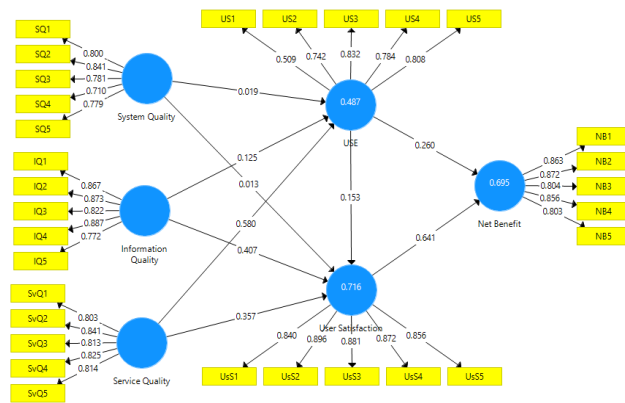 SQ1
SQ2
SQ3
SQ4
SQ5
0.800
0.841
0.781
0.710
0.779
System Quality
IQ1
IQ2
IQ3
IQ4
IQ5
0.867
0.873
0.822
0.887
0.772
Information
Quality
SvQ1
SvQ2
SvQ3
SvQ4
SvQ5
0.803
0.841
0.813
0.825
0.814
Service Quality
0.019
0.125
0.013
0.580
0.407
0.357
US1
US2
US3
US4
US5
0.509
0.742
0.832
0.784
0.808
0.487
USE
0.153
0.716
User Satisfaction
0.840
0.896
0.881
0.872
0.856
UsS1
UsS2
UsS3
UsS4
UsS5
0.260
0.641
0.695
Net Benefit
0.863
0.872
0.804
0.856
0.803
NB1
NB2
NB3
NB4
NB5